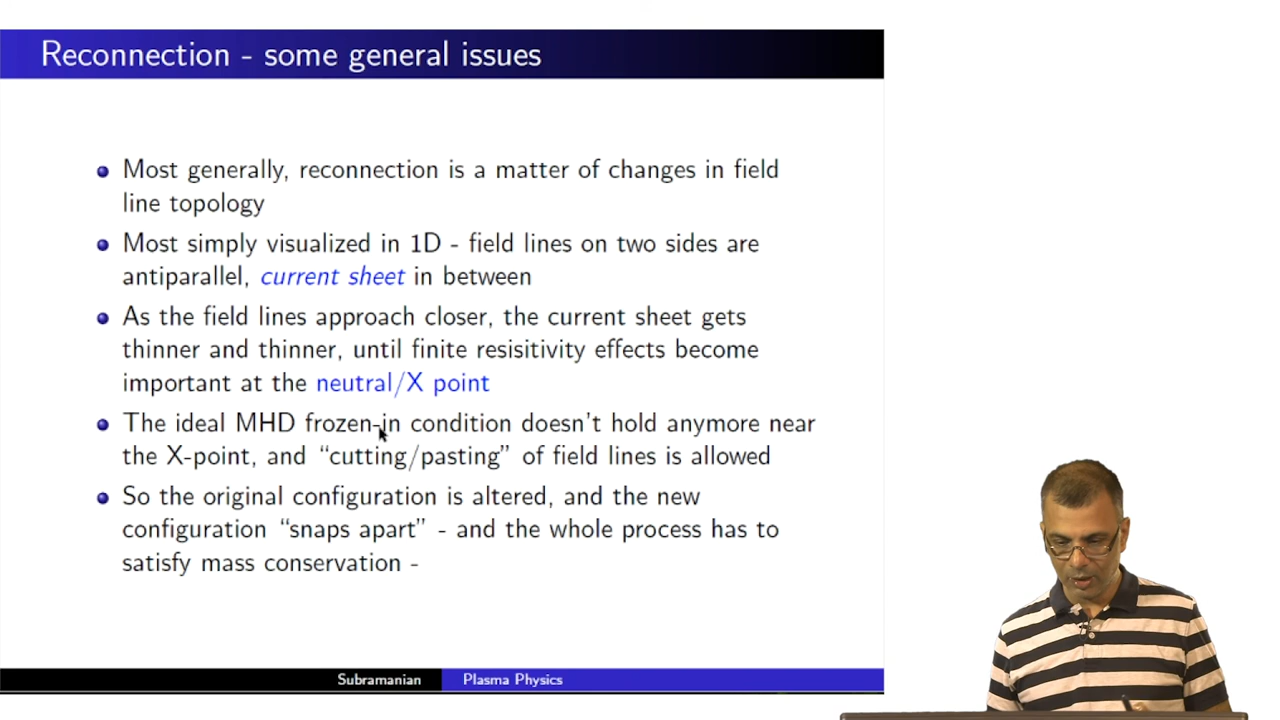 Reconnection - some general issues
Most generally, reconnection is a matter of changes in field
line topology
Most simply visualized in 1D - field lines on two sides are
antiparallel, current sheet in between
As the field lines approach closer, the current sheet gets
thinner and thinner, until finite resisitivity effects become
important at the neutral/X point
The ideal MHD frozen-in condition doesn't hold anymore near
the X-point, and “cutting/pasting” of field lines is allowed
So the original configuration is altered, and the new
configuration “snaps apart” - and the whole process has to
satisfy mass conservation -
Subramanian
Plasma Physics